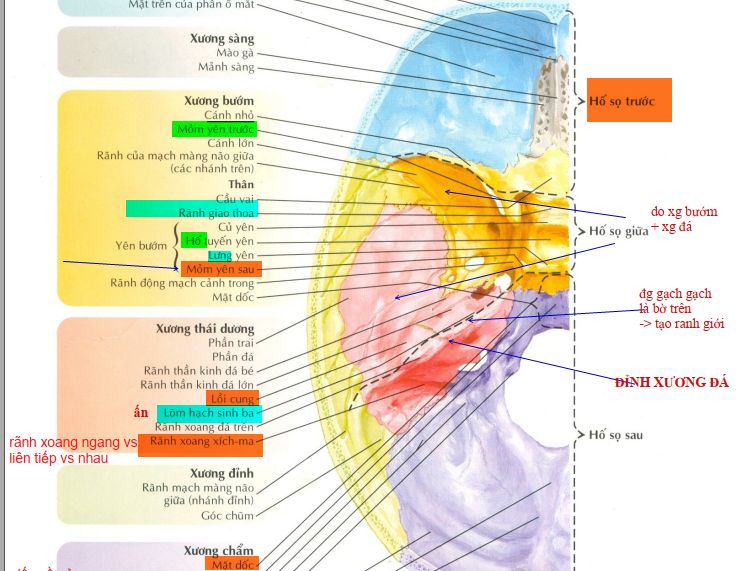 Mặt trên của phần ổ mắt
Xương sàng
Mào gà
Mảnh sàng
Xương bướm
Cánh nhỏ
Mỏm yên trước
Cánh lớn
Rãnh của mạch màng não giữa
(các nhánh trên)
Thân
Cầu vai
Rãnh giao thoa
Yên bướm
Củ yên
Hố tuyến yên
Lưng yên
Mỏm yên sau
Rãnh động mạch cảnh trong
Mặt dốc
Xương thái dương
Phần trai
Phần đá
Rãnh thần kinh đá bé
Rãnh thần kinh đá lớn
Lồi cung
ấn
Lõm hạch sinh ba
Rãnh xoang đá trên
Rãnh xoang xích-ma
rãnh xoang ngang vs
liên tiếp vs nhau
Xương đỉnh
Rãnh mạch màng não
giữa (nhánh đỉnh)
Góc chũm
Xương chẩm
Mặt dốc
Hố sọ trước
do xg bướm
+ xg đá
Hố sọ giữa
đg gạch gạch
là bờ trên
-> tạo ranh giới
ĐỈNH XƯƠNG ĐÁ
Hố sọ sau